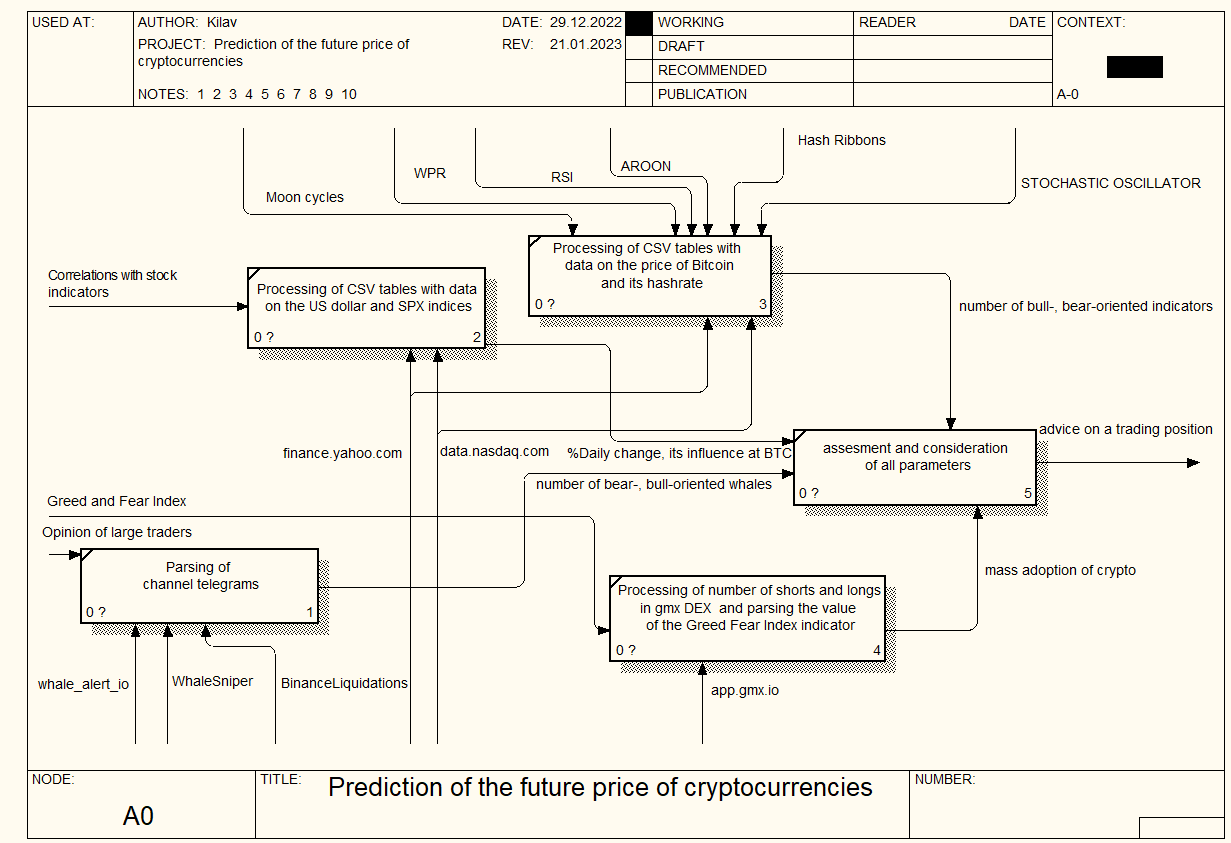 USED AT:
AUTHOR: Kilav
DATE: 29.12.2022
PROJECT: Prediction of the future price of
cryptocurrencies
REV: 21.01.2023
NOTES: 1 2 3 4 5 6 7 8 9 10
WORKING
DRAFT
RECOMMENDED
PUBLICATION
READER DATE
CONTEXT:
A-0
Hash Ribbons
AROON
WPR
RSI
STOCHASTIC OSCILLATOR
Moon cycles
Processing of CSV tables with
data on the price of Bitcoin
and its hashrate
0 ? 3
Correlations with stock
indicators
Processing of CSV tables with data
on the US dollar and SPX indices
0 ? 2
number of bull-, bear-oriented indicators
advice on a trading position
finance.yahoo.com
data.nasdaq.com
%Daily change, its influence at BTC
assesment and consideration
of all parameters
0 ? 5
number of bear-, bull-oriented whales
Greed and Fear Index
Opinion of large traders
Parsing of
channel telegrams
0 ? 1
mass adoption of crypto
Processing of number of shorts and longs
in gmx DEX and parsing the value
of the Greed Fear Index indicator
0 ? 4
whale_alert_io
WhaleSniper
BinanceLiquidations
app.gmx.io
NODE:
A0
TITLE:
Prediction of the future price of cryptocurrencies
NUMBER: